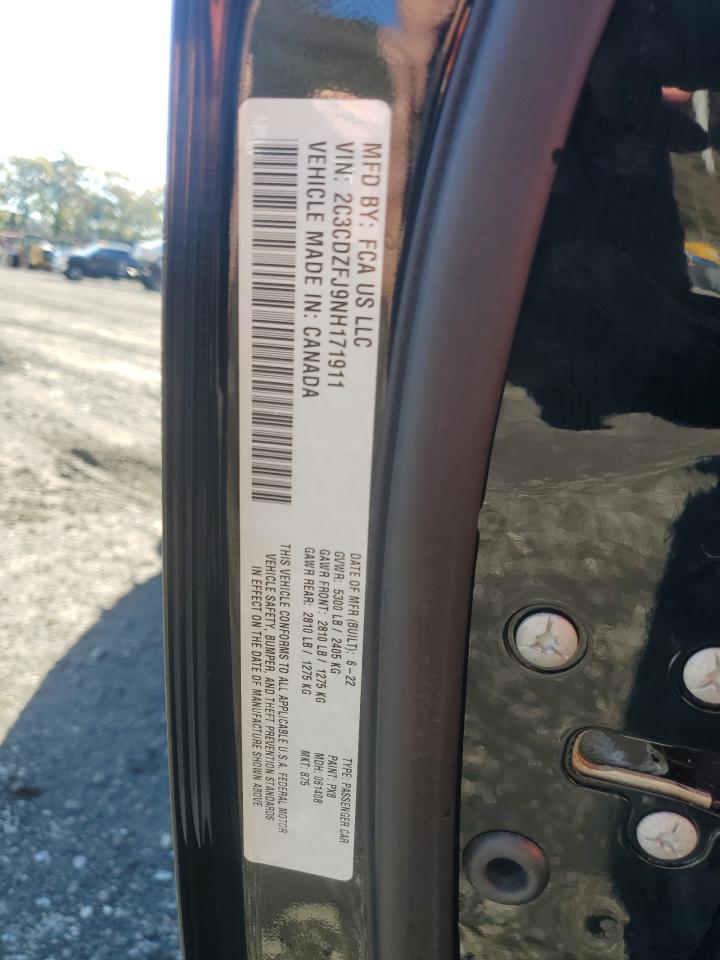 MFD BY: FCA US LLC
VIN: 2C3CDZFJ9NH171911
VEHICLE MADE IN: CANADA
DATE OF MFR (BUILT): 6-22
GVWR: 5300 LB / 2405 KG
GAWR FRONT: 2810 LB / 1275 KG
GAWR REAR: 2810 LB / 1275 KG
TYPE: PASSENGER CAR
PAINT: PX8
MDH: 061408
MKT: 875
THIS VEHICLE CONFORMS TO ALL APPLICABLE U.S.A. FEDERAL MOTOR
VEHICLE SAFETY, BUMPER, AND THEFT PREVENTION STANDARDS
IN EFFECT ON THE DATE OF MANUFACTURE SHOWN ABOVE